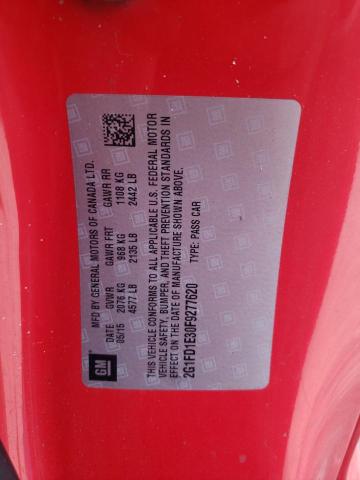 GM
MFD BY GENERAL MOTORS OF CANADA LTD.
DATE GVWR GAWR FRT GAWR RR
05/15 2076 KG 968 KG 1108 KG
4577 LB 2135 LB 2442 LB
THIS VEHICLE CONFORMS TO ALL APPLICABLE U.S. FEDERAL MOTOR
VEHICLE SAFETY, BUMPER, AND THEFT PREVENTION STANDARDS IN
EFFECT ON THE DATE OF MANUFACTURE SHOWN ABOVE.
2G1FD1E30F9277620 TYPE: PASS CAR